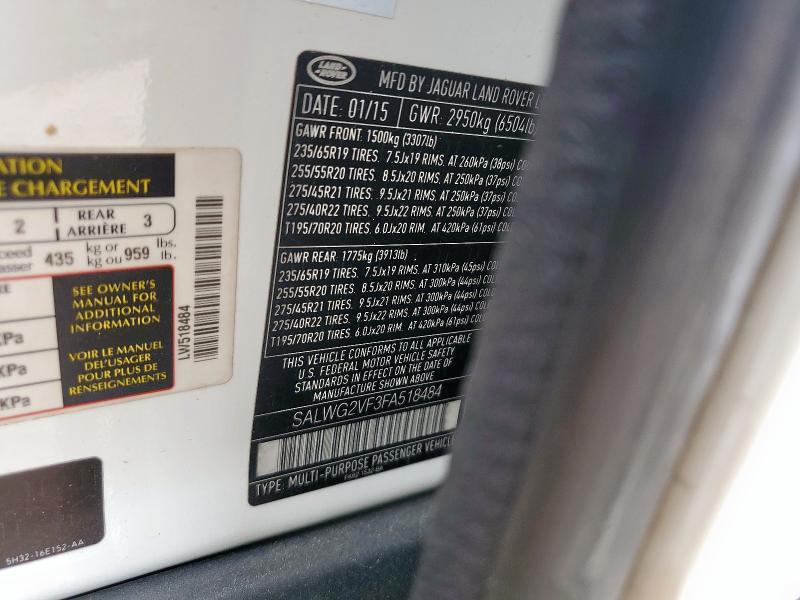 ATION
E CHARGEMENT
2 REAR ARRIÈRE 3
435 kg or kg ou 959 lbs. lb.
SEE OWNER'S
MANUAL FOR
ADDITIONAL
INFORMATION
VOIR LE MANUEL
DEL'USAGER
POUR PLUS DE
RENSEIGNEMENTS
KPa
KPa
KPa
LW518484
5H32-16E152-AA
LAND ROVER
MFD BY JAGUAR LAND ROVER
DATE: 01/15 GWR: 2950kg (6504lb)
GAWR FRONT: 1500kg (3307lb)
235/65R19 TIRES. 7.5Jx19 RIMS. AT 260kPa (38psi)
255/55R20 TIRES. 8.5Jx20 RIMS. AT 250kPa (37psi)
275/45R21 TIRES. 9.5Jx21 RIMS. AT 250kPa (37psi)
275/40R22 TIRES. 9.5Jx22 RIMS. AT 250kPa (37psi)
T195/70R20 TIRES. 6.0Jx20 RIM. AT 420kPa (61psi)
GAWR REAR: 1775kg (3913lb)
235/65R19 TIRES. 7.5Jx19 RIMS. AT 310kPa (45psi)
255/55R20 TIRES. 8.5Jx20 RIMS. AT 300kPa (44psi)
275/45R21 TIRES. 9.5Jx21 RIMS. AT 300kPa (44psi)
275/40R22 TIRES. 9.5Jx22 RIMS. AT 300kPa (44psi)
T195/70R20 TIRES. 6.0Jx20 RIM. AT 420kPa (61psi)
THIS VEHICLE CONFORMS TO ALL APPLICABLE
U.S. FEDERAL MOTOR VEHICLE SAFETY
STANDARDS IN EFFECT ON THE DATE OF
MANUFACTURE SHOWN ABOVE
SALWG2VF3FA518484
TYPE: MULTI-PURPOSE PASSENGER VEHICLE